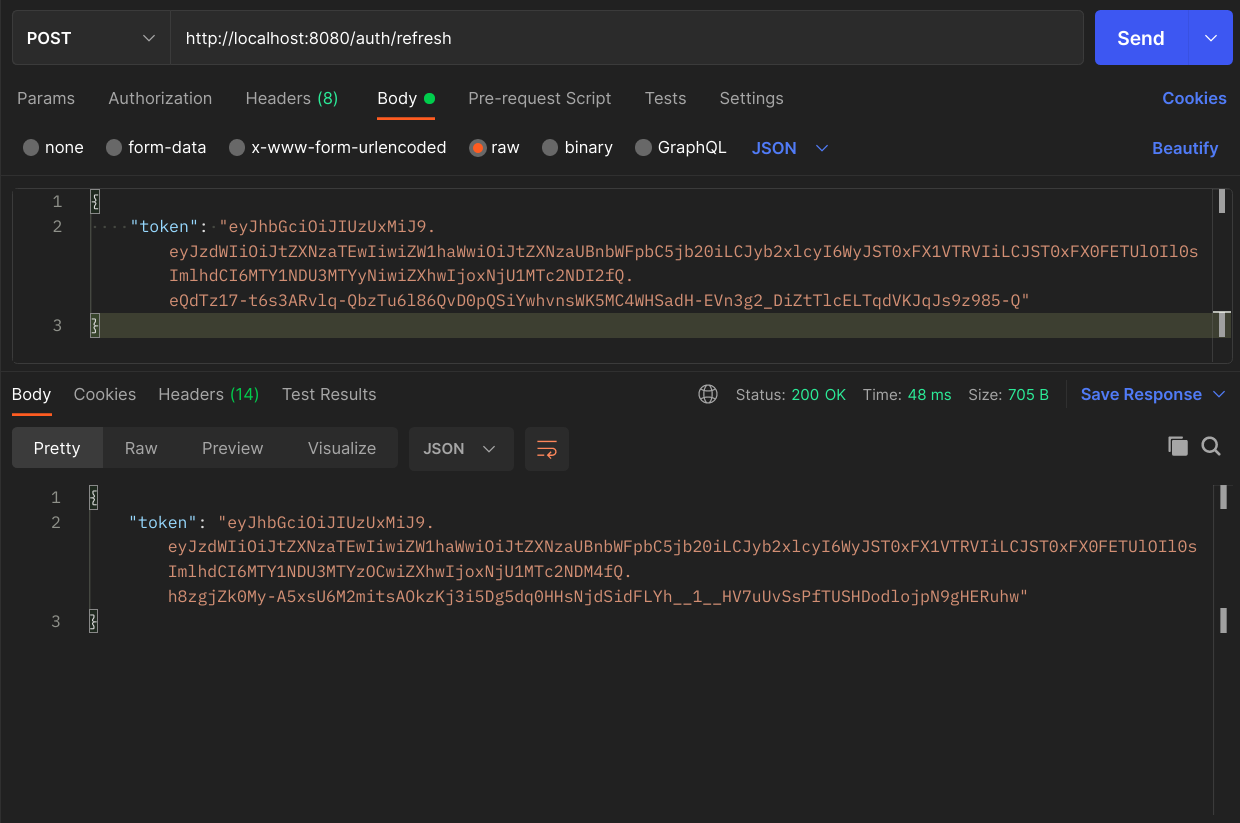 POST http://localhost:8080/auth/refresh Send
Params Authorization Headers (8) Body Pre-request Script Tests Settings Cookies
none form-data x-www-form-urlencoded raw binary GraphQL JSON Beautify
1 {
2 ····"token":·"eyJhbGciOiJIUzUxMiJ9.
eyJzdWIiOiJtZXNzaTEwIiwiZW1haWwiOiJtZXNzaUBnbWFpbC5jb20iLCJyb2xlcyI6WyJST0xFX1VTRVIiLCJST0xFX0FETUlOIl0s
ImlhdCI6MTY1NDU3MTYyNiwiZXhwIjoxNjU1MTc2NDI2fQ.
eQdTz17-t6s3ARvlq-QbzTu6l86QvD0pQSiYwhvnsWK5MC4WHSadH-EVn3g2_DiZtTlcELTqdVKJqJs9z985-Q"
3 }
Body Cookies Headers (14) Test Results Status: 200 OK Time: 48 ms Size: 705 B Save Response
Pretty Raw Preview Visualize JSON
1 {
2 "token": "eyJhbGciOiJIUzUxMiJ9.
eyJzdWIiOiJtZXNzaTEwIiwiZW1haWwiOiJtZXNzaUBnbWFpbC5jb20iLCJyb2xlcyI6WyJST0xFX1VTRVIiLCJST0xFX0FETUlOIl0s
ImlhdCI6MTY1NDU3MTYzOCwiZXhwIjoxNjU1MTc2NDM4fQ.
h8zgjZk0My-A5xsU6M2mitsAOkzKj3i5Dg5dq0HHsNjdSidFLYh__1__HV7uUvSsPfTUSHDodlojpN9gHERuhw"
3 }